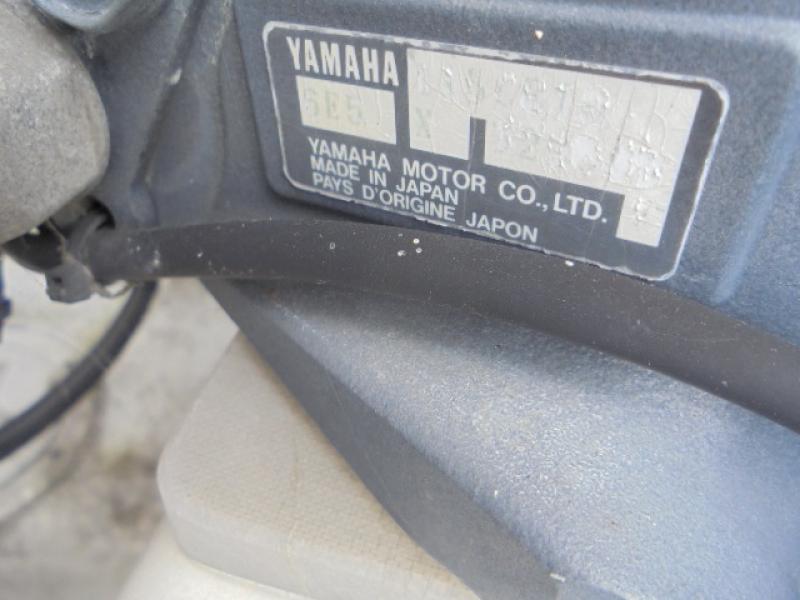 YAMAHA
6E5
X
YAMAHA MOTOR CO., LTD.
MADE IN JAPAN
PAYS D'ORIGINE JAPON